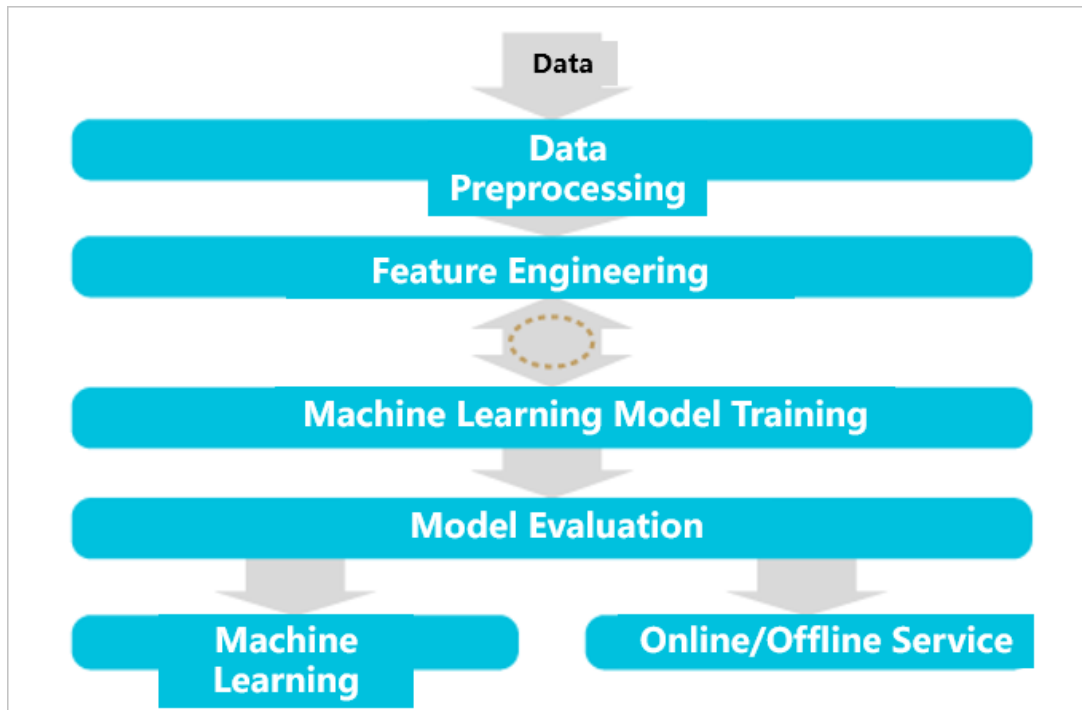 Data
Data
Preprocessing
Feature Engineering
Machine Learning Model Training
Model Evaluation
Machine
Learning
Online/Offline Service